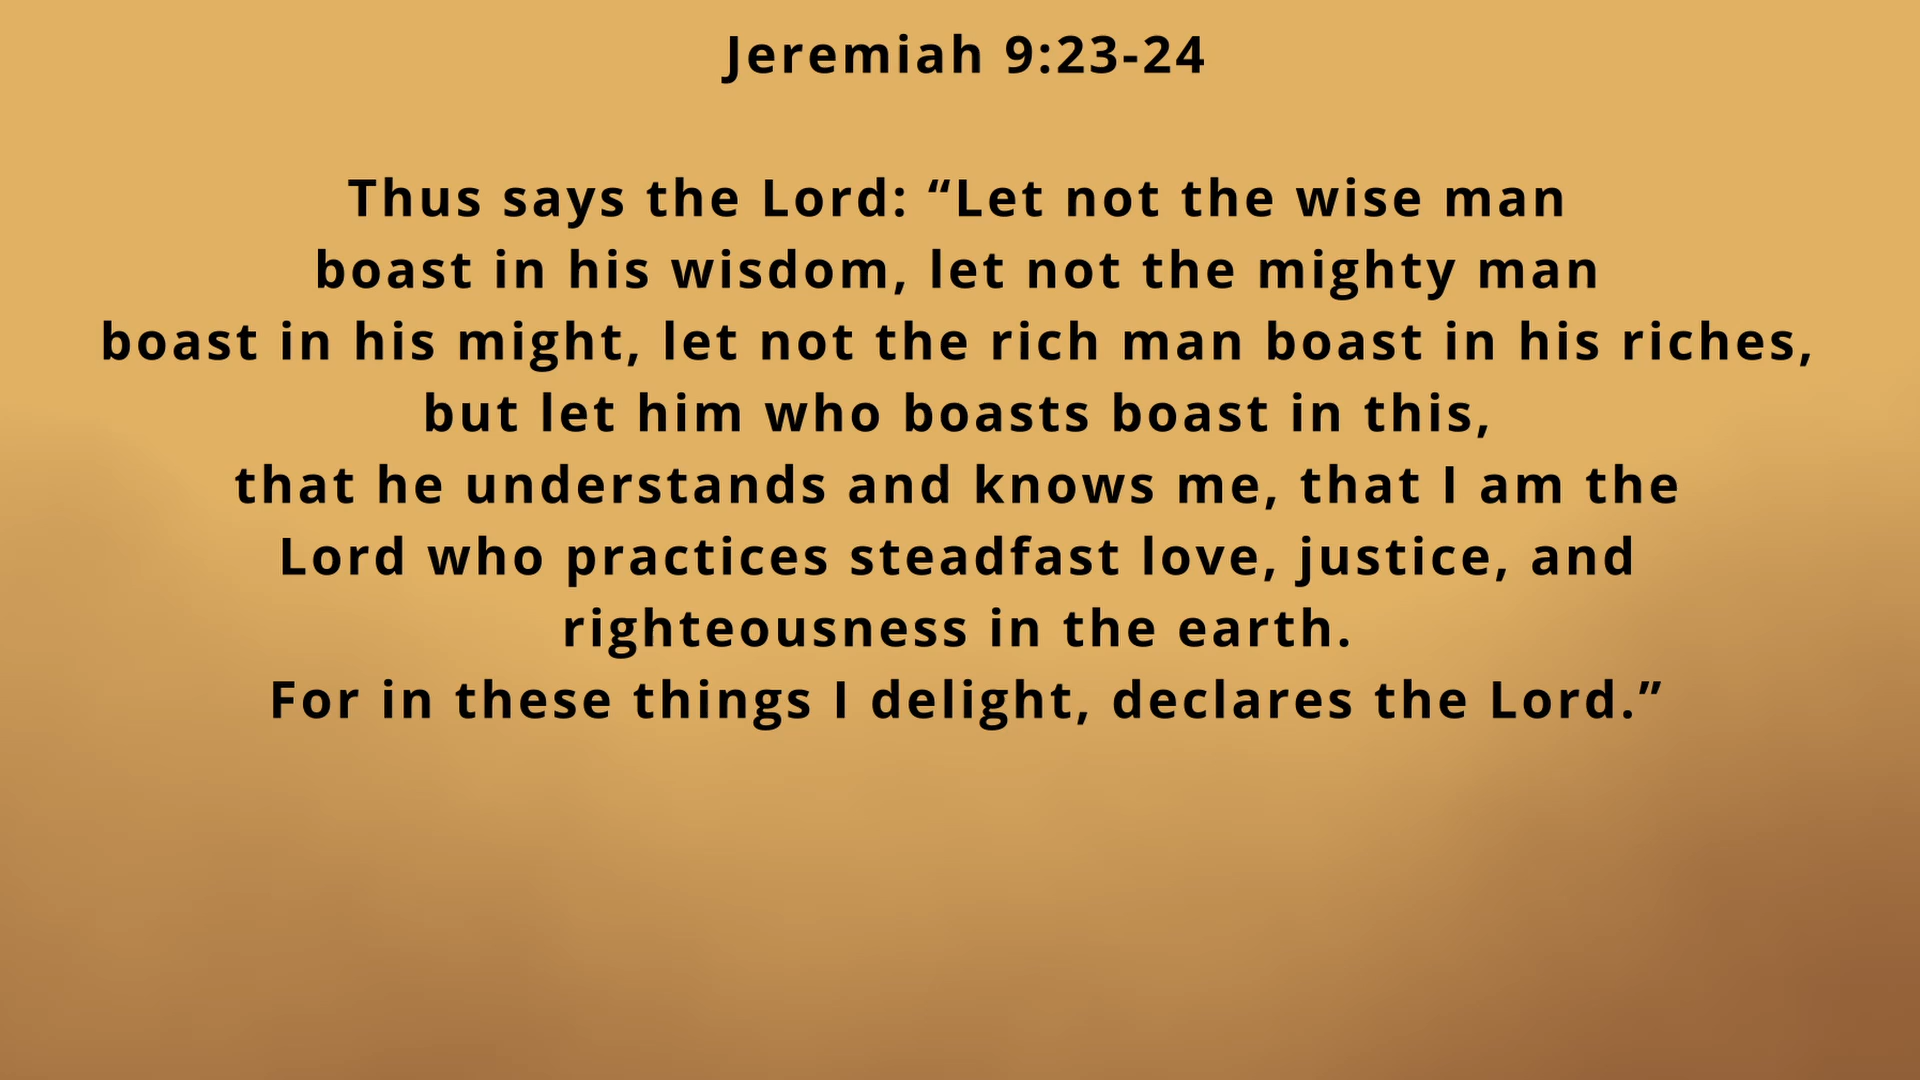 Jeremiah 9:23-24
Thus says the Lord: “Let not the wise man
boast in his wisdom, let not the mighty man
boast in his might, let not the rich man boast in his riches,
but let him who boasts boast in this,
that he understands and knows me, that I am the
Lord who practices steadfast love, justice, and
righteousness in the earth.
For in these things I delight, declares the Lord.”